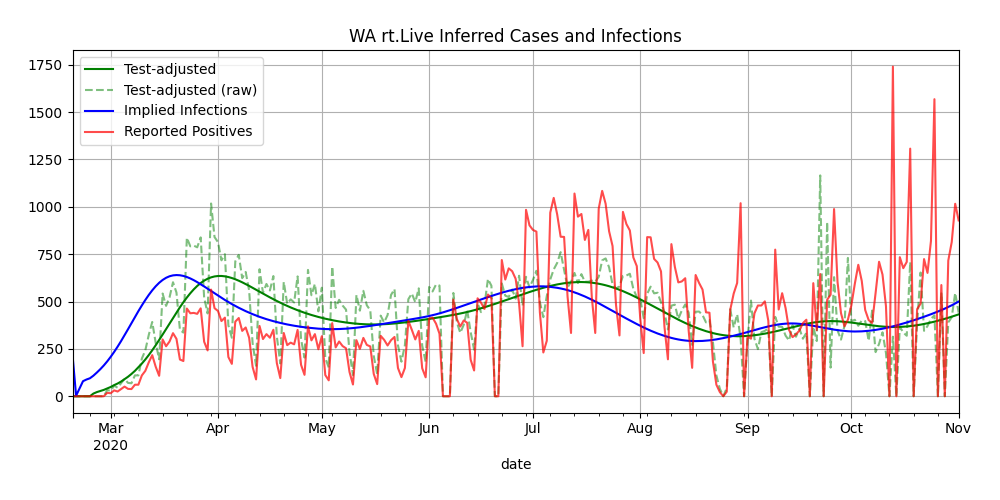 WA rt.Live Inferred Cases and Infections
Test-adjusted
Test-adjusted (raw)
Implied Infections
Reported Positives
1750
1500
1250
1000
750
500
250
0
Mar Apr May Jun Jul Aug Sep Oct Nov
2020
date